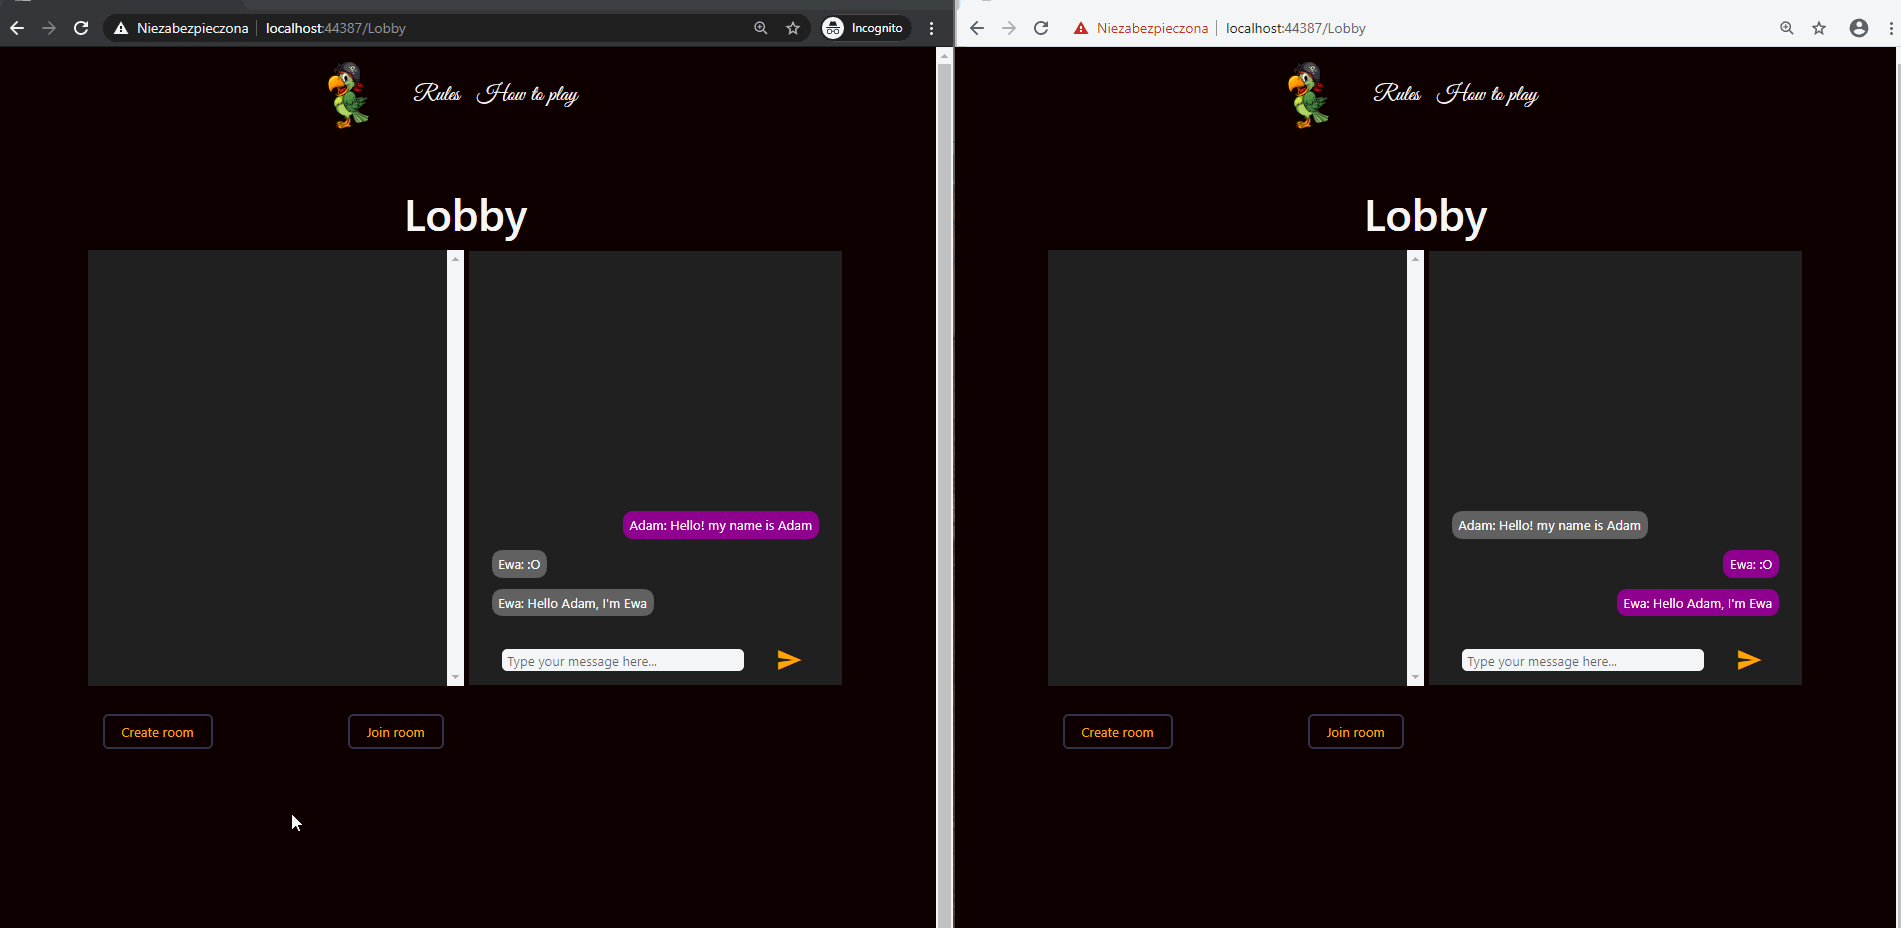 Niezabezpieczona localhost:44387/Lobby Incognito
Rules How to play
Lobby
Adam: Hello! my name is Adam
Ewa: :O
Ewa: Hello Adam, I'm Ewa
Type your message here...
Create room Join room
Niezabezpieczona localhost:44387/Lobby
Rules How to play
Lobby
Adam: Hello! my name is Adam
Ewa: :O
Ewa: Hello Adam, I'm Ewa
Type your message here...
Create room Join room